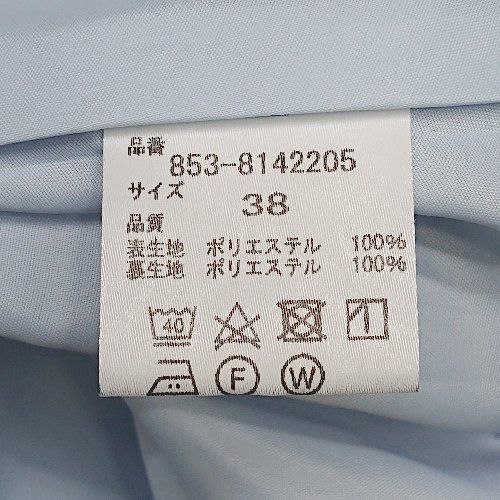 品番
853-8142205
サイズ
38
品質
表生地 ポリエステル 100%
裏生地 ポリエステル 100%
40
F W